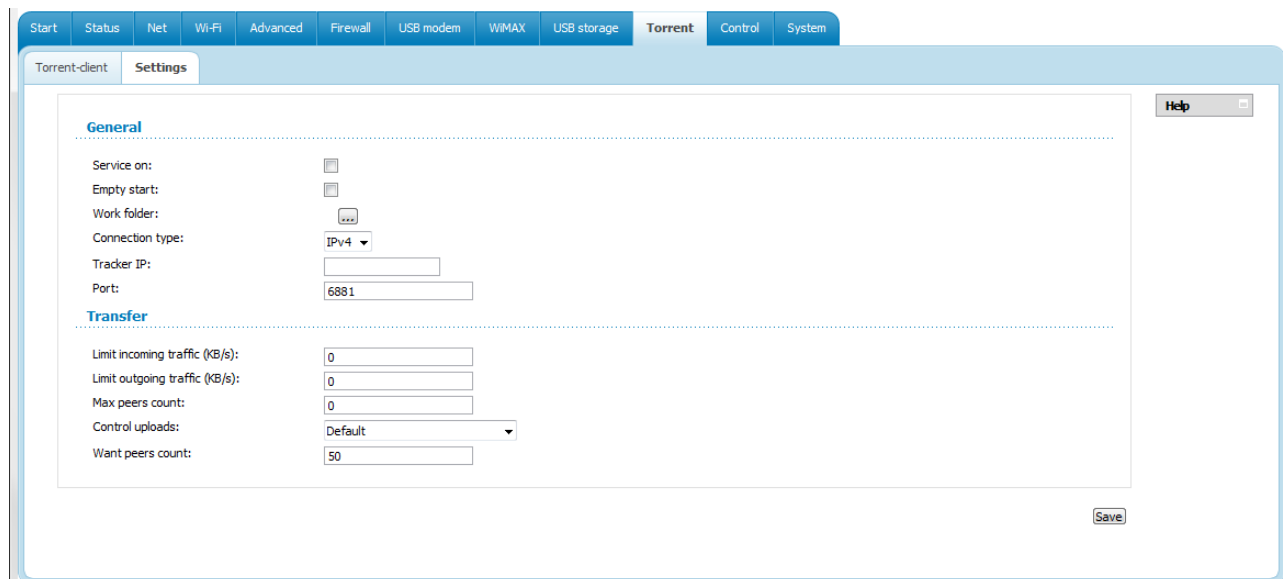 Start Status Net Wi-Fi Advanced Firewall USB modem WiMAX USB storage Torrent Control System
Torrent-client Settings
Help
General
Service on:
Empty start:
Work folder: ...
Connection type: IPv4
Tracker IP:
Port: 6881
Transfer
Limit incoming traffic (KB/s): 0
Limit outgoing traffic (KB/s): 0
Max peers count: 0
Control uploads: Default
Want peers count: 50
Save